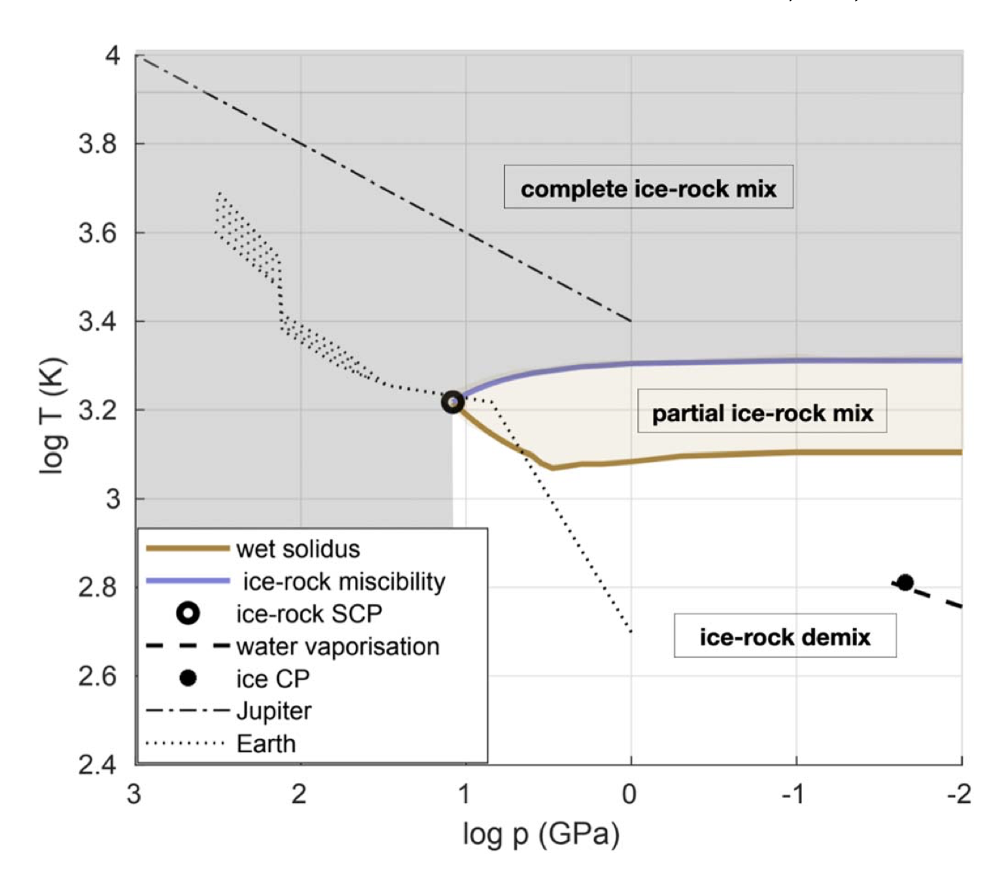 4
3.8
complete ice-rock mix
3.6
3.4
3.2
partial ice-rock mix
log T (K)
3
wet solidus
ice-rock miscibility
2.8
ice-rock SCP
water vaporisation
ice-rock demix
2.6
ice CP
Jupiter
Earth
2.4
3 2 1 0 -1 -2
log p (GPa)